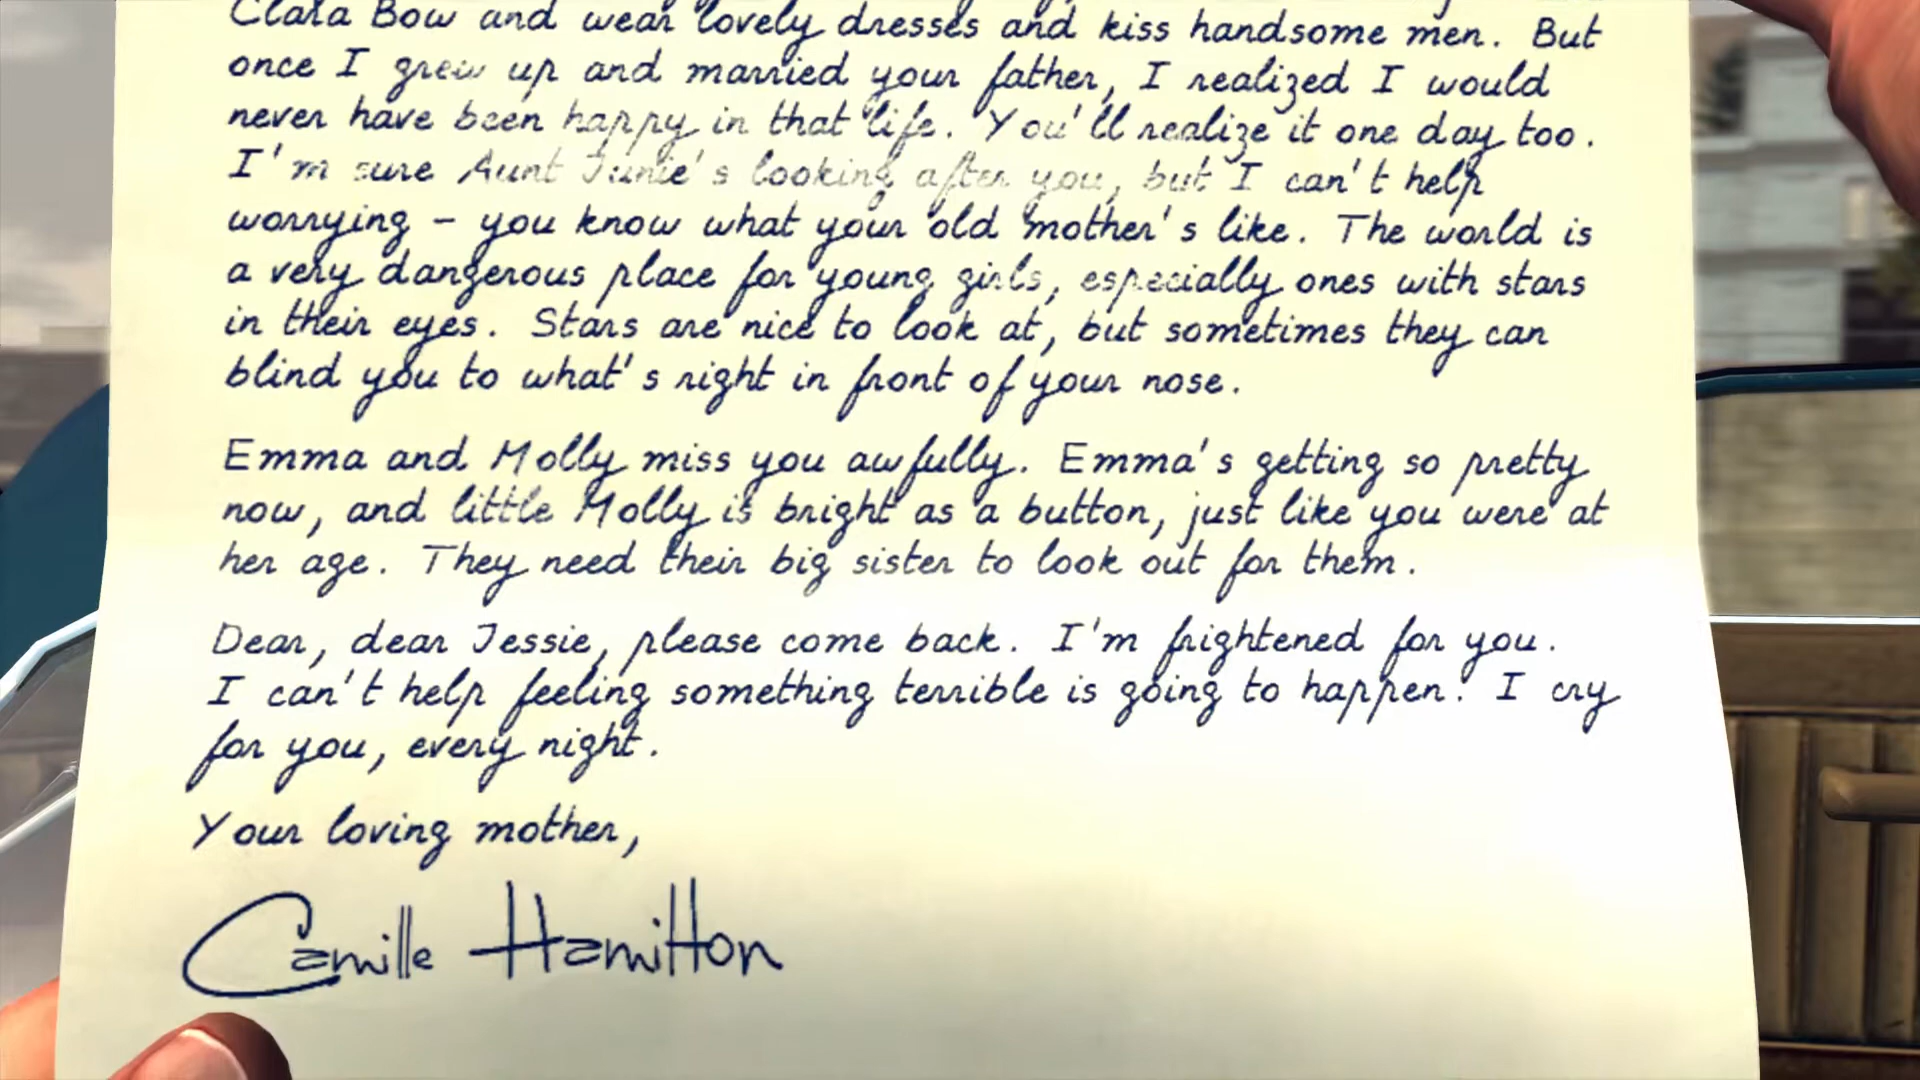 Clara Bow and wear lovely dresses and kiss handsome men. But
once I grew up and married your father, I realized I would
never have been happy in that life. You'll realize it one day too.
I'm sure Aunt Junie's looking after you, but I can't help
worrying - you know what your old mother's like. The world is
a very dangerous place for young girls, especially ones with stars
in their eyes. Stars are nice to look at, but sometimes they can
blind you to what's right in front of your nose.
Emma and Molly miss you awfully. Emma's getting so pretty
now, and little Molly is bright as a button, just like you were at
her age. They need their big sister to look out for them.
Dear, dear Jessie, please come back. I'm frightened for you.
I can't help feeling something terrible is going to happen. I cry
for you, every night.
Your loving mother,
Camille Hamilton